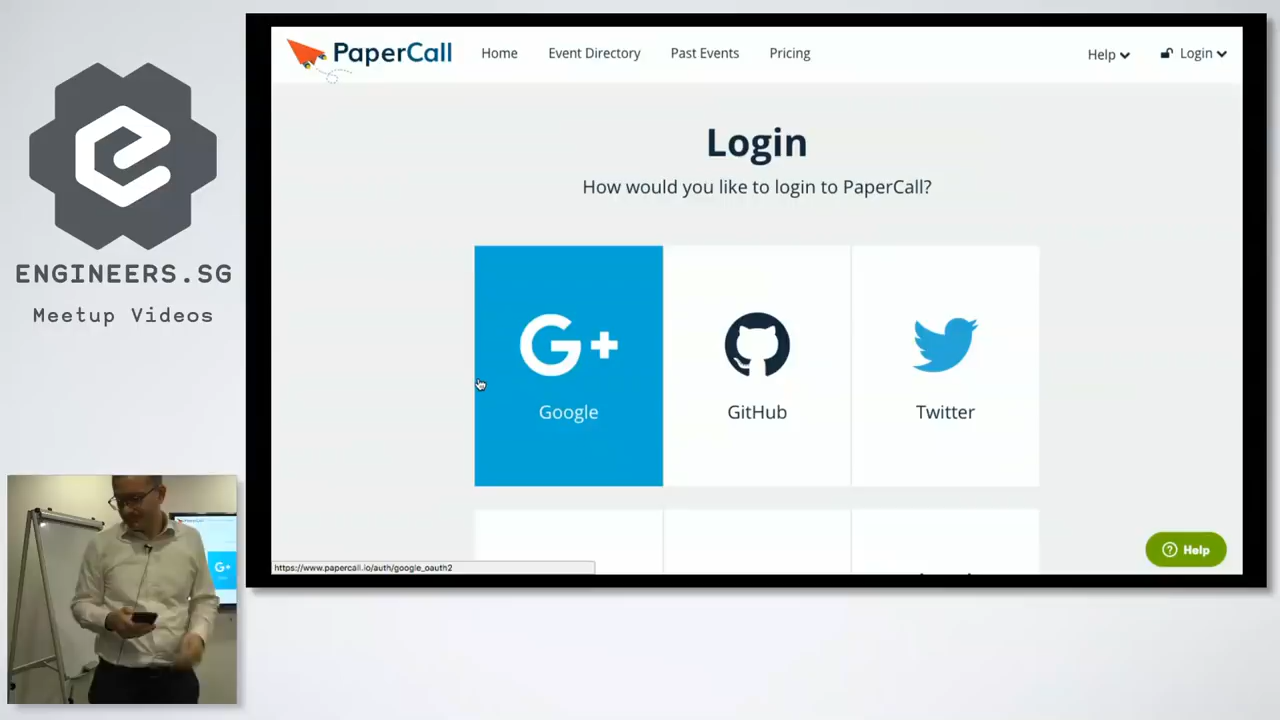 PaperCall
Home
Event Directory
Past Events
Pricing
Help
Login
Login
How would you like to login to PaperCall?
G+
Google
GitHub
Twitter
Help
https://www.papercall.io/auth/google_oauth2
ENGINEERS.SG
Meetup Videos
G+